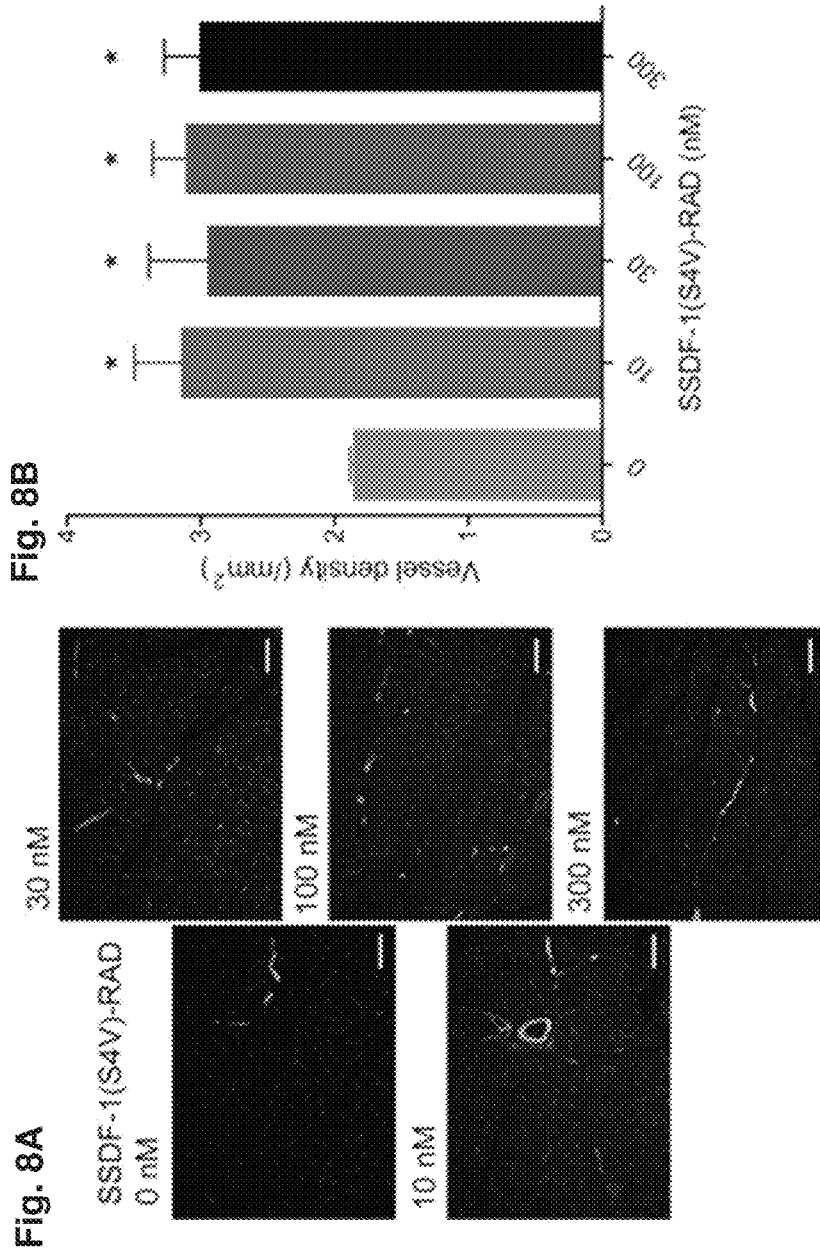 Fig. 8A
SSDF-1(S4V)-RAD
0 nM
10 nM
30 nM
100 nM
300 nM
Fig. 8B
Vessel density (/mm²)
4
3
2
1
0
* * * *
0 10 30 100 300
SSDF-1(S4V)-RAD (nM)